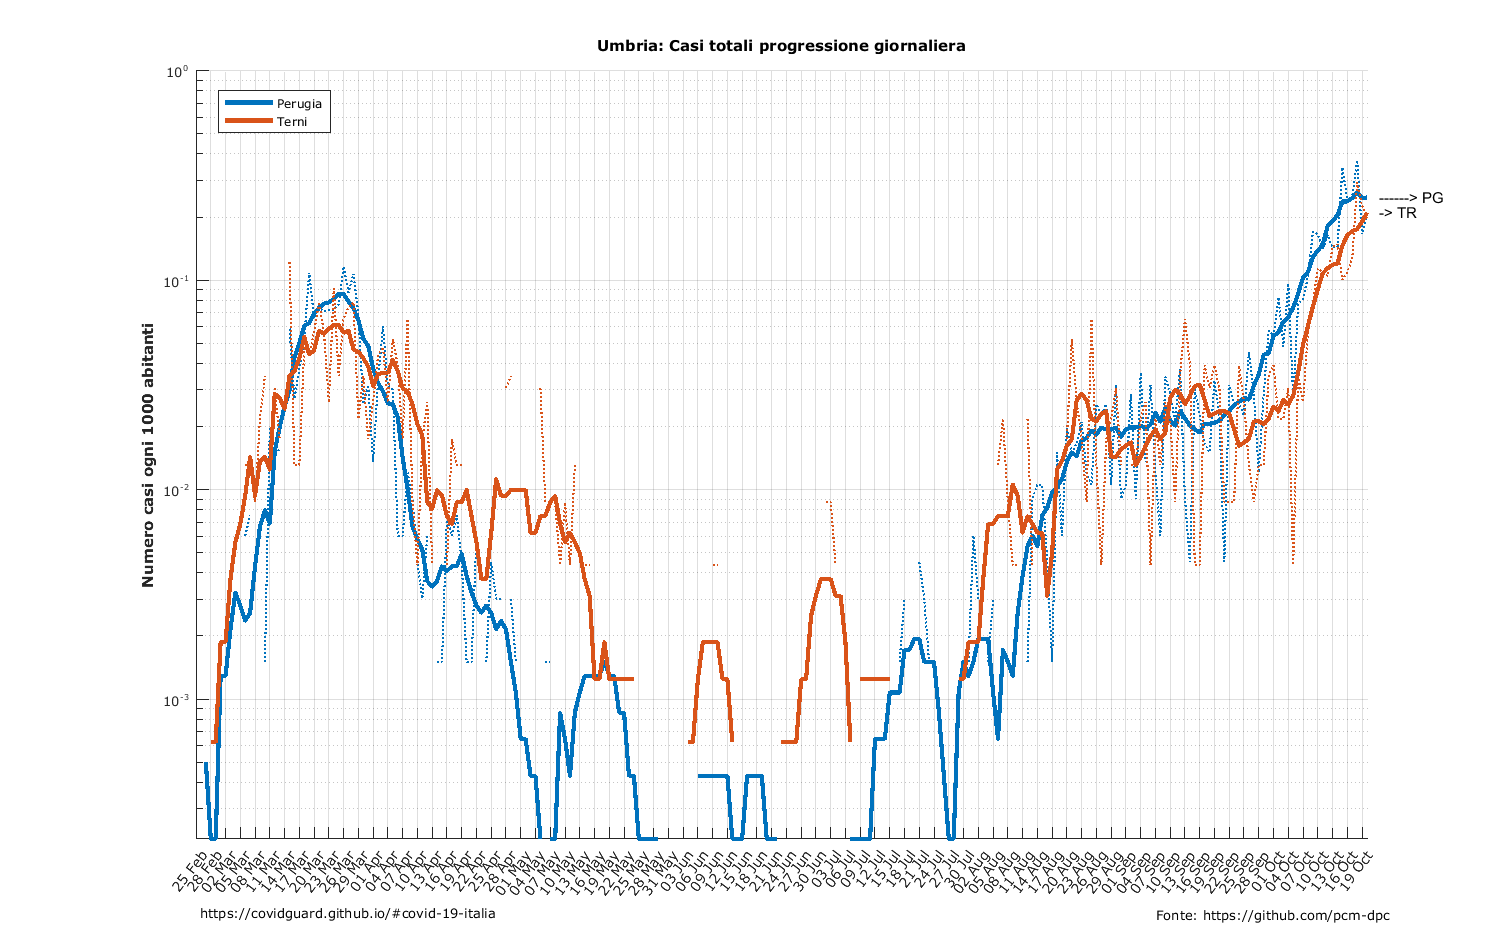 Umbria: Casi totali progressione giornaliera
10⁰
Perugia
Terni
------> PG
-> TR
10⁻¹
Numero casi ogni 1000 abitanti
10⁻²
10⁻³
25 Feb
28 Feb
02 Mar
05 Mar
08 Mar
11 Mar
14 Mar
17 Mar
20 Mar
23 Mar
26 Mar
29 Mar
01 Apr
04 Apr
07 Apr
10 Apr
13 Apr
16 Apr
19 Apr
22 Apr
25 Apr
28 Apr
01 May
04 May
07 May
10 May
13 May
16 May
19 May
22 May
25 May
28 May
31 May
03 Jun
06 Jun
09 Jun
12 Jun
15 Jun
18 Jun
21 Jun
24 Jun
27 Jun
30 Jun
03 Jul
06 Jul
09 Jul
12 Jul
15 Jul
18 Jul
21 Jul
24 Jul
27 Jul
30 Jul
02 Aug
05 Aug
08 Aug
11 Aug
14 Aug
17 Aug
20 Aug
23 Aug
26 Aug
29 Aug
01 Sep
04 Sep
07 Sep
10 Sep
13 Sep
16 Sep
19 Sep
22 Sep
25 Sep
28 Sep
01 Oct
04 Oct
07 Oct
10 Oct
13 Oct
16 Oct
19 Oct
https://covidguard.github.io/#covid-19-italia
Fonte: https://github.com/pcm-dpc